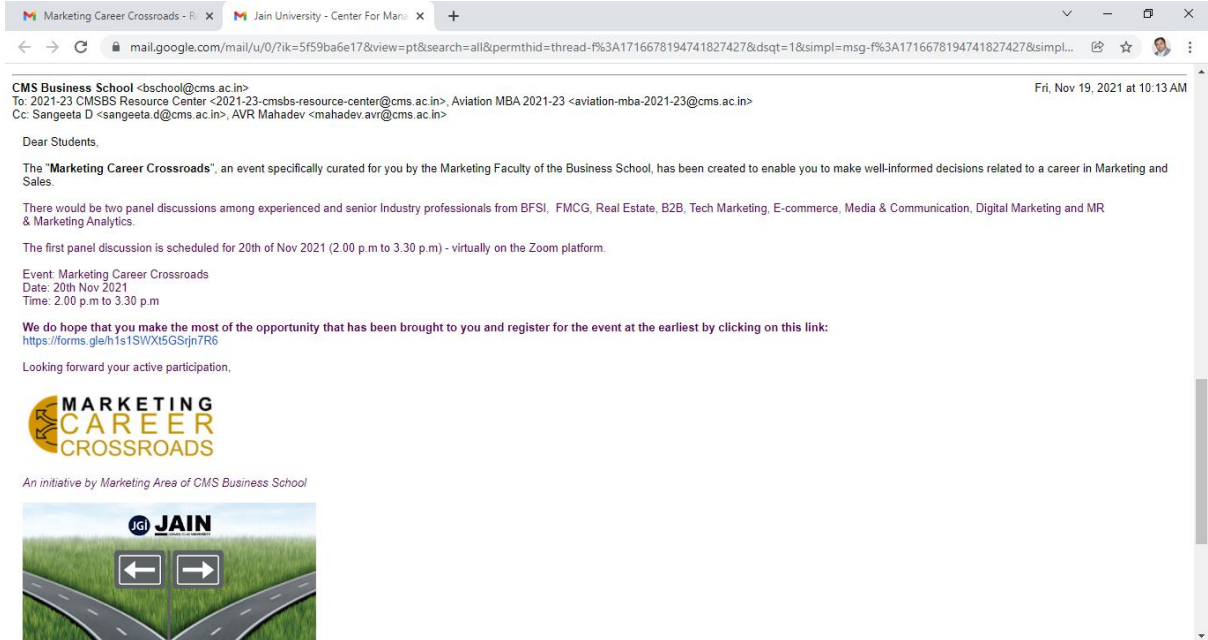 Marketing Career Crossroads - R
Jain University - Center For Mana
mail.google.com/mail/u/0/?ik=5f59ba6e17&view=pt&search=all&permthid=thread-f%3A1716678194741827427&dsqt=1&simpl=msg-f%3A1716678194741827427&simpl...
CMS Business School <bschool@cms.ac.in> Fri, Nov 19, 2021 at 10:13 AM
To: 2021-23 CMSBS Resource Center <2021-23-cmsbs-resource-center@cms.ac.in>, Aviation MBA 2021-23 <aviation-mba-2021-23@cms.ac.in>
Cc: Sangeeta D <sangeeta.d@cms.ac.in>, AVR Mahadev <mahadev.avr@cms.ac.in>
Dear Students,
The "Marketing Career Crossroads", an event specifically curated for you by the Marketing Faculty of the Business School, has been created to enable you to make well-informed decisions related to a career in Marketing and
Sales.
There would be two panel discussions among experienced and senior Industry professionals from BFSI, FMCG, Real Estate, B2B, Tech Marketing, E-commerce, Media & Communication, Digital Marketing and MR
& Marketing Analytics.
The first panel discussion is scheduled for 20th of Nov 2021 (2.00 p.m to 3.30 p.m) - virtually on the Zoom platform.
Event: Marketing Career Crossroads
Date: 20th Nov 2021
Time: 2.00 p.m to 3.30 p.m
We do hope that you make the most of the opportunity that has been brought to you and register for the event at the earliest by clicking on this link:
https://forms.gle/h1s1SWXt5GSrjn7R6
Looking forward your active participation,
MARKETING
CAREER
CROSSROADS
An initiative by Marketing Area of CMS Business School
JGI JAIN